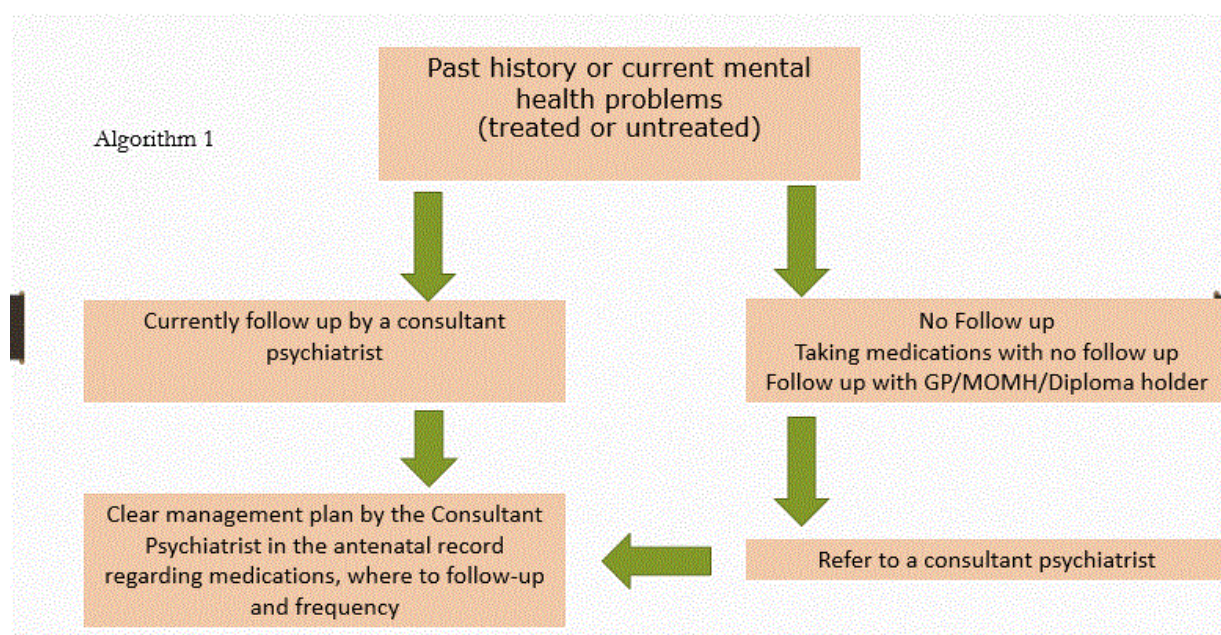 Past history or current mental
health problems
(treated or untreated)
Algorithm 1
Currently follow up by a consultant
psychiatrist
No Follow up
Taking medications with no follow up
Follow up with GP/MOMH/Diploma holder
Clear management plan by the Consultant
Psychiatrist in the antenatal record
regarding medications, where to follow-up
and frequency
Refer to a consultant psychiatrist